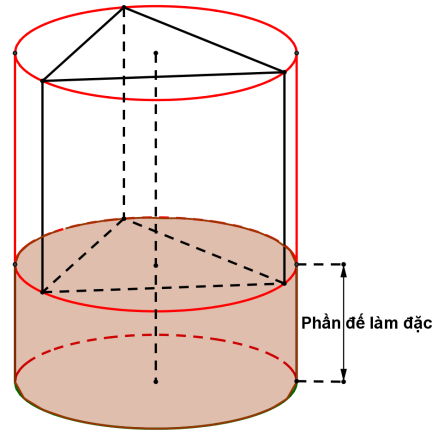 Phần đế làm đặc